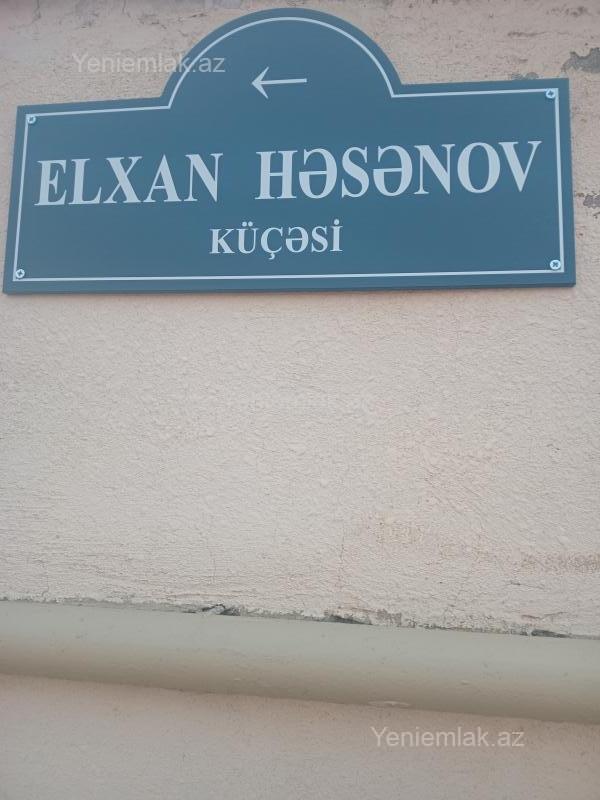 Yeniemlak.az
←
ELXAN HƏSƏNOV
KÜÇƏSİ
Yeniemlak.az